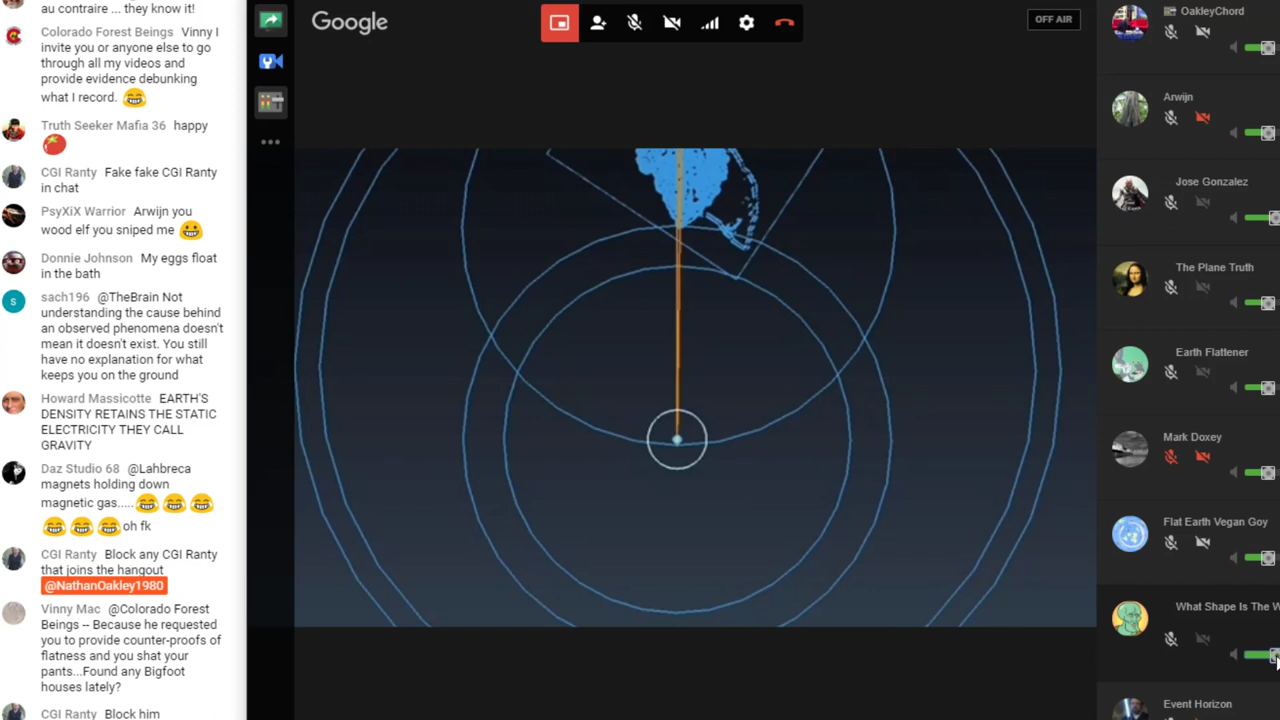 au contraire ... they know it!
Colorado Forest Beings Vinny I
invite you or anyone else to go
through all my videos and
provide evidence debunking
what I record.
Truth Seeker Mafia 36 happy
CGI Ranty Fake fake CGI Ranty
in chat
PsyXiX Warrior Arwijn you
wood elf you sniped me
Donnie Johnson My eggs float
in the bath
S
sach196 @TheBrain Not
understanding the cause behind
an observed phenomena doesn't
mean it doesn't exist. You still
have no explanation for what
keeps you on the ground
Howard Massicotte EARTH'S
DENSITY RETAINS THE STATIC
ELECTRICITY THEY CALL
GRAVITY
Daz Studio 68 @Lahbreca
magnets holding down
magnetic gas.....
oh fk
CGI Ranty Block any CGI Ranty
that joins the hangout
@NathanOakley1980
Vinny Mac @Colorado Forest
Beings -- Because he requested
you to provide counter-proofs of
flatness and you shat your
pants...Found any Bigfoot
houses lately?
CGI Ranty Block him
Google
OFF AIR
OakleyChord
Arwijn
Jose Gonzalez
The Plane Truth
Earth Flattener
Mark Doxey
Flat Earth Vegan Goy
What Shape Is The
Event Horizon